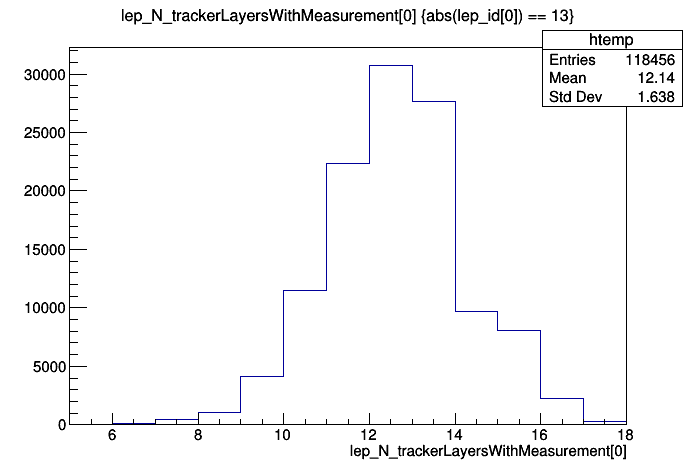 lep_N_trackerLayersWithMeasurement[0] {abs(lep_id[0]) == 13}
htemp
Entries 118456
Mean 12.14
Std Dev 1.638
30000
25000
20000
15000
10000
5000
0
6 8 10 12 14 16 18
lep_N_trackerLayersWithMeasurement[0]